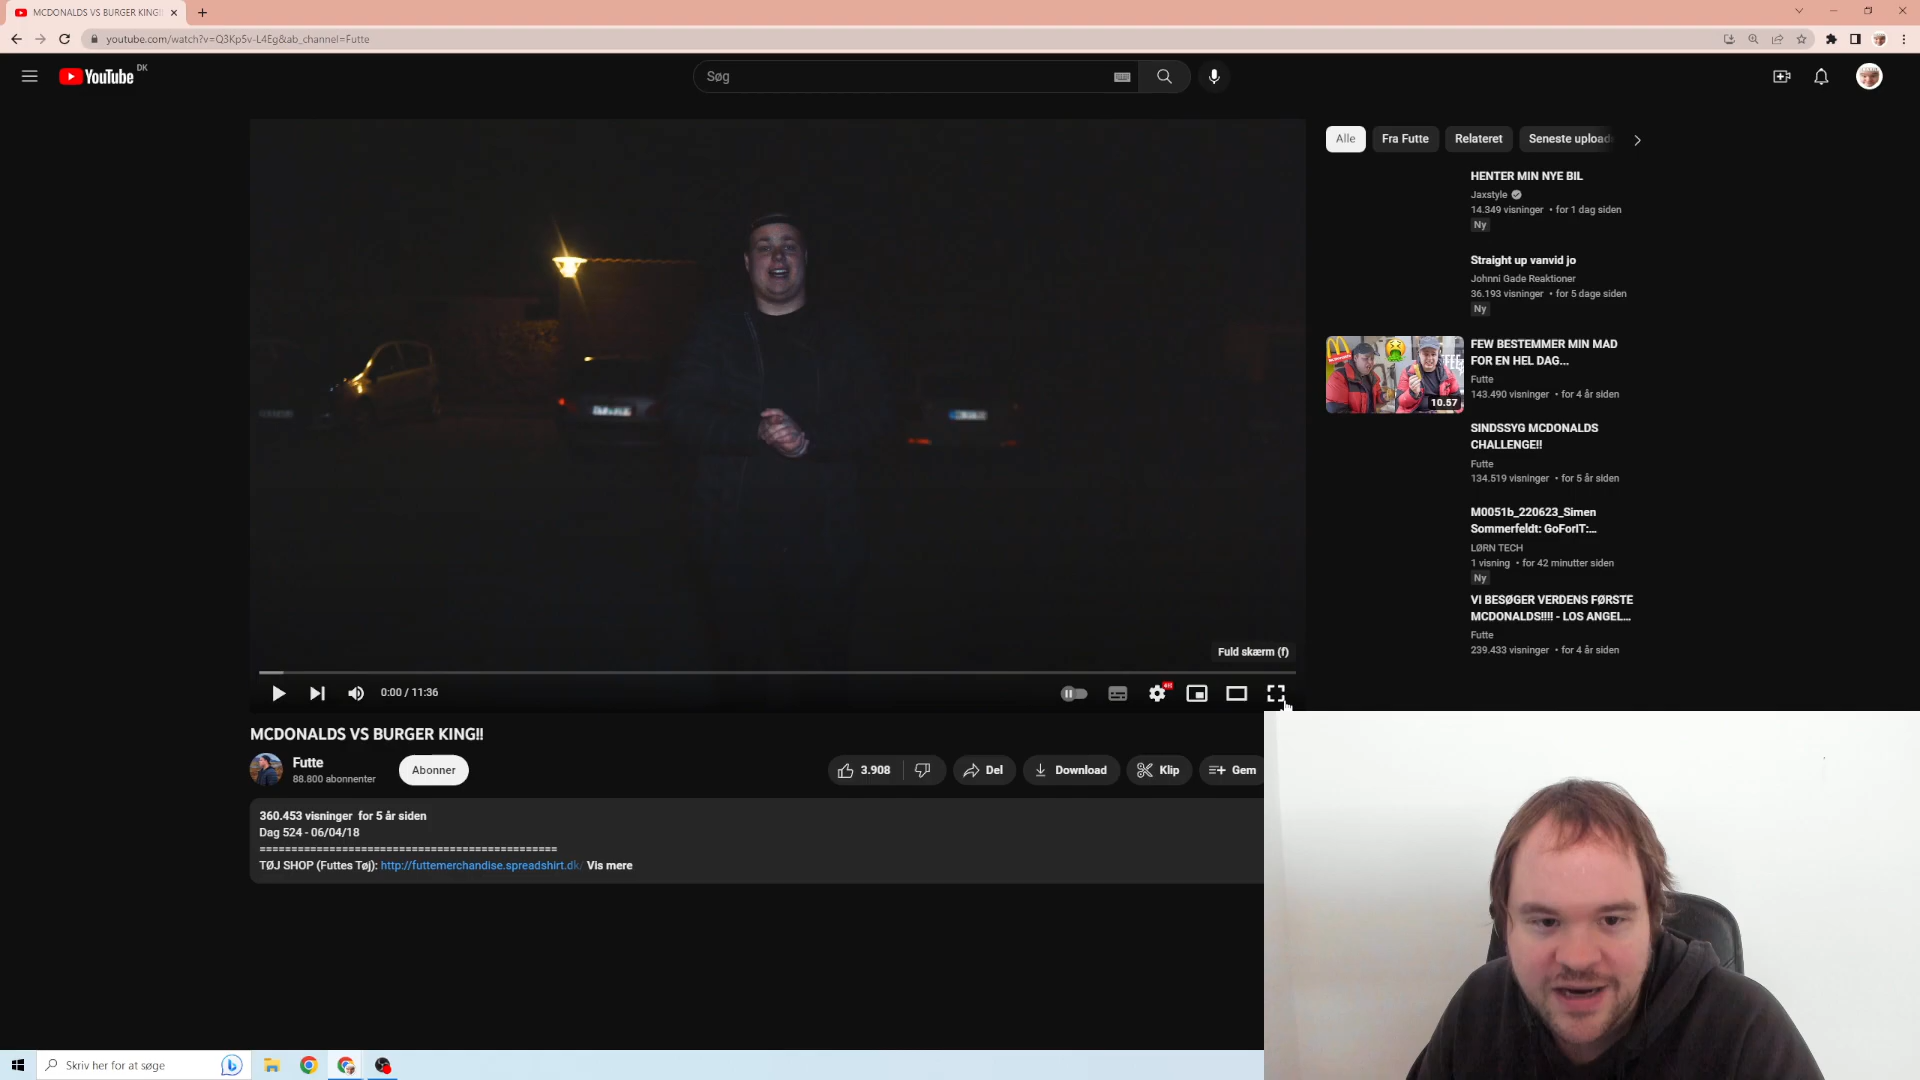 MCDONALDS VS BURGER KING!!
youtube.com/watch?v=Q3Kp5v-L4Eg&ab_channel=Futte
YouTube DK
Søg
Alle
Fra Futte
Relateret
Seneste upload
HENTER MIN NYE BIL
Jaxstyle
14.349 visninger • for 1 dag siden
Ny
Straight up vanvid jo
Johnni Gade Reaktioner
36.193 visninger • for 5 dage siden
Ny
10.57
FEW BESTEMMER MIN MAD
FOR EN HEL DAG...
Futte
143.490 visninger • for 4 år siden
SINDSSYG MCDONALDS
CHALLENGE!!
Futte
134.519 visninger • for 5 år siden
M0051b_220623_Simen
Sommerfeldt: GoForIT:...
LØRN TECH
1 visning • for 42 minutter siden
Ny
VI BESØGER VERDENS FØRSTE
MCDONALDS!!!! - LOS ANGEL...
Futte
239.433 visninger • for 4 år siden
Fuld skærm (f)
0:00 / 11:36
MCDONALDS VS BURGER KING!!
Futte
88.800 abonnenter
Abonner
3.908
Del
Download
Klip
Gem
360.453 visninger for 5 år siden
Dag 524 - 06/04/18
==============================================
TØJ SHOP (Futtes Tøj): http://futtemerchandise.spreadshirt.dk/ Vis mere
Skriv her for at søge